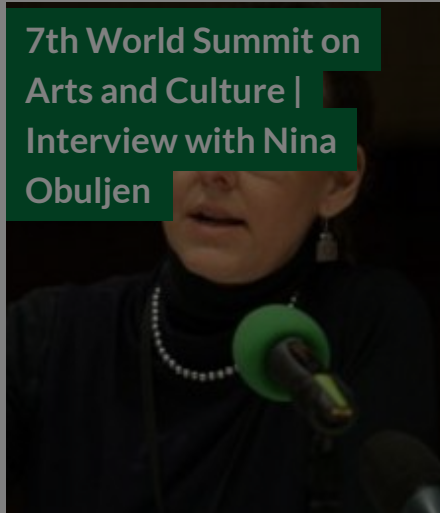 7th World Summit on
Arts and Culture |
Interview with Nina
Obuljen